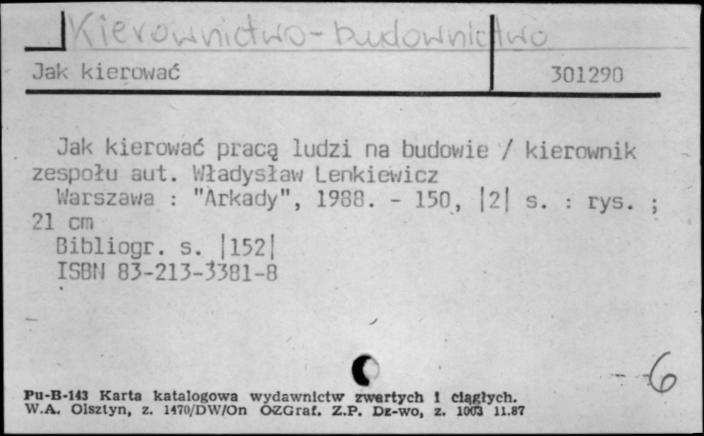 Kierownictwo - budownictwo
Jak kierować 301290
Jak kierować pracą ludzi na budowie / kierownik
zespołu aut. Władysław Lenkiewicz
Warszawa : "Arkady", 1988. - 150, |2| s. : rys. ;
21 cm
Bibliogr. s. |152|
ISBN 83-213-3381-8
6
Pu-B-143 Karta katalogowa wydawnictw zwartych i ciągłych.
W.A. Olsztyn, z. 1470/DW/On OZGraf. Z.P. Dz-wo, z. 1003 11.87